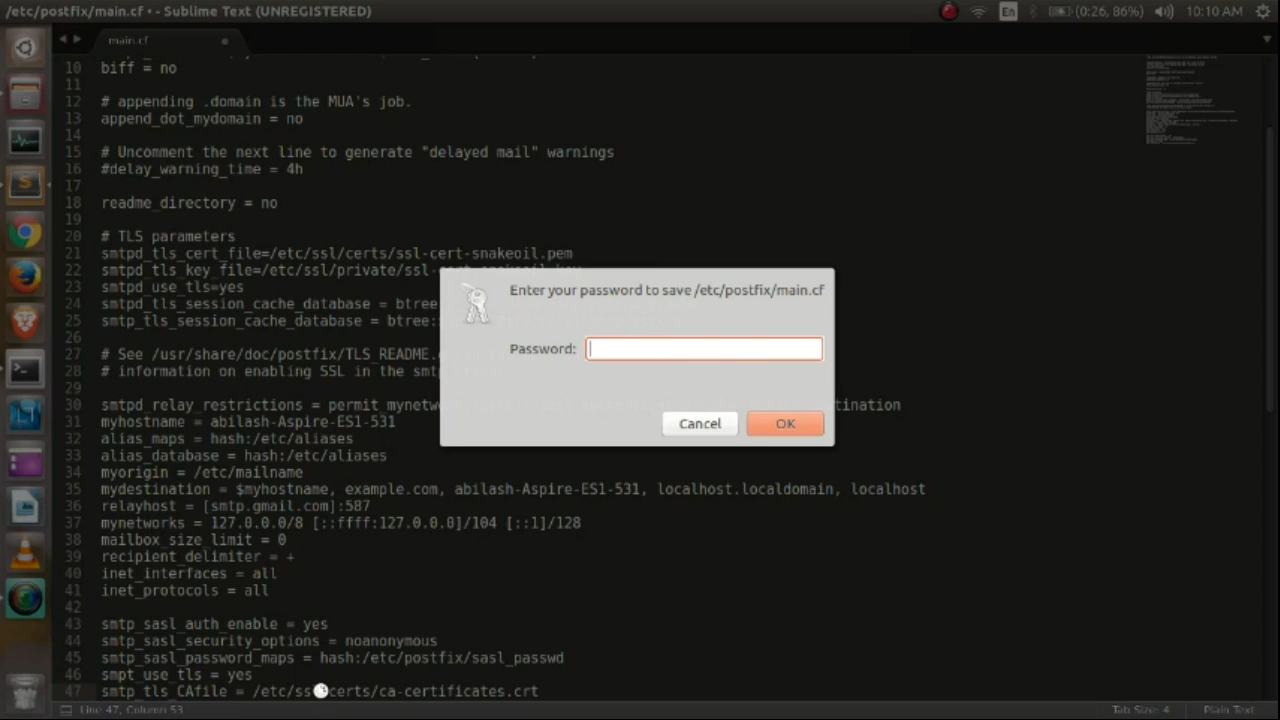 /etc/postfix/main.cf • - Sublime Text (UNREGISTERED)
En
(0:26, 86%)
10:10 AM
main.cf
10 biff = no
11
12 # appending .domain is the MUA's job.
13 append_dot_mydomain = no
14
15 # Uncomment the next line to generate "delayed mail" warnings
16 #delay_warning_time = 4h
17
18 readme_directory = no
19
20 # TLS parameters
21 smtpd_tls_cert_file=/etc/ssl/certs/ssl-cert-snakeoil.pem
22 smtpd_tls_key_file=/etc/ssl/private/ssl-cert-snakeoil.key
23 smtpd_use_tls=yes
24 smtpd_tls_session_cache_database = btree:
25 smtp_tls_session_cache_database = btree:
26
27 # See /usr/share/doc/postfix/TLS_README.
28 # information on enabling SSL in the smt
29
30 smtpd_relay_restrictions = permit_mynetw tination
31 myhostname = abilash-Aspire-ES1-531
32 alias_maps = hash:/etc/aliases
33 alias_database = hash:/etc/aliases
34 myorigin = /etc/mailname
35 mydestination = $myhostname, example.com, abilash-Aspire-ES1-531, localhost.localdomain, localhost
36 relayhost = [smtp.gmail.com]:587
37 mynetworks = 127.0.0.0/8 [::ffff:127.0.0.0]/104 [::1]/128
38 mailbox_size_limit = 0
39 recipient_delimiter = +
40 inet_interfaces = all
41 inet_protocols = all
42
43 smtp_sasl_auth_enable = yes
44 smtp_sasl_security_options = noanonymous
45 smtp_sasl_password_maps = hash:/etc/postfix/sasl_passwd
46 smpt_use_tls = yes
47 smtp_tls_CAfile = /etc/ss certs/ca-certificates.crt
Enter your password to save /etc/postfix/main.cf
Password:
Cancel
OK
Line 47, Column 53
Tab Size: 4
Plain Text